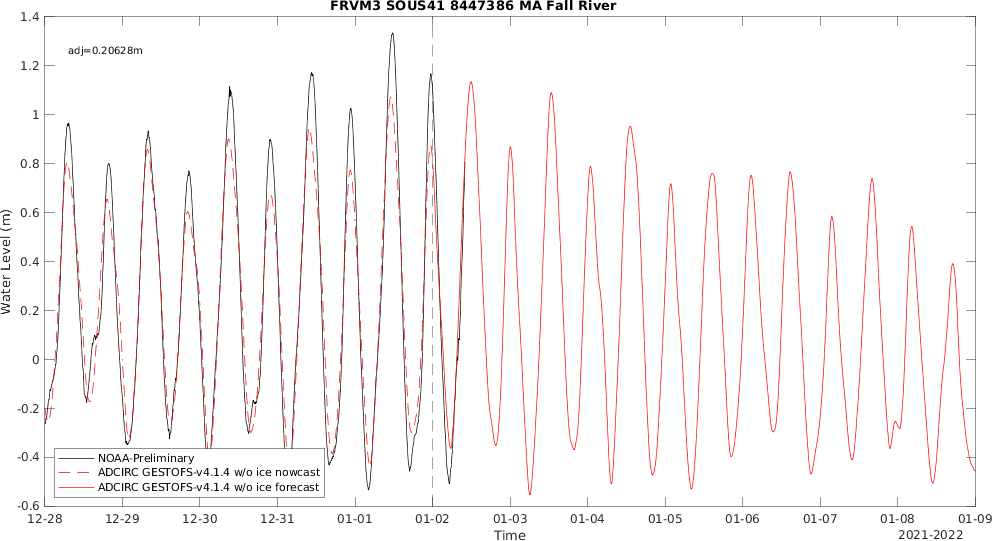 FRVM3 SOUS41 8447386 MA Fall River
adj=0.20628m
1.4
1.2
1
0.8
0.6
0.4
0.2
0
-0.2
-0.4
-0.6
Water Level (m)
NOAA-Preliminary
ADCIRC GESTOFS-v4.1.4 w/o ice nowcast
ADCIRC GESTOFS-v4.1.4 w/o ice forecast
12-28 12-29 12-30 12-31 01-01 01-02 01-03 01-04 01-05 01-06 01-07 01-08 01-09
Time
2021-2022